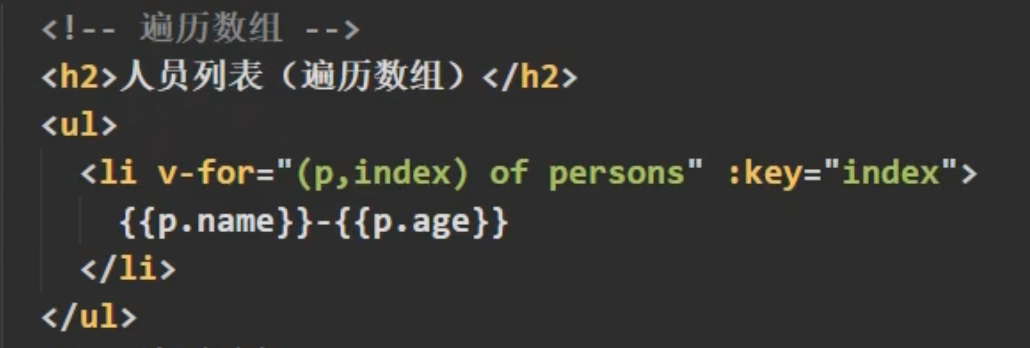 <!-- 遍历数组 -->
<h2>人员列表（遍历数组）</h2>
<ul>
<li v-for="(p,index) of persons" :key="index">
{{p.name}}-{{p.age}}
</li>
</ul>